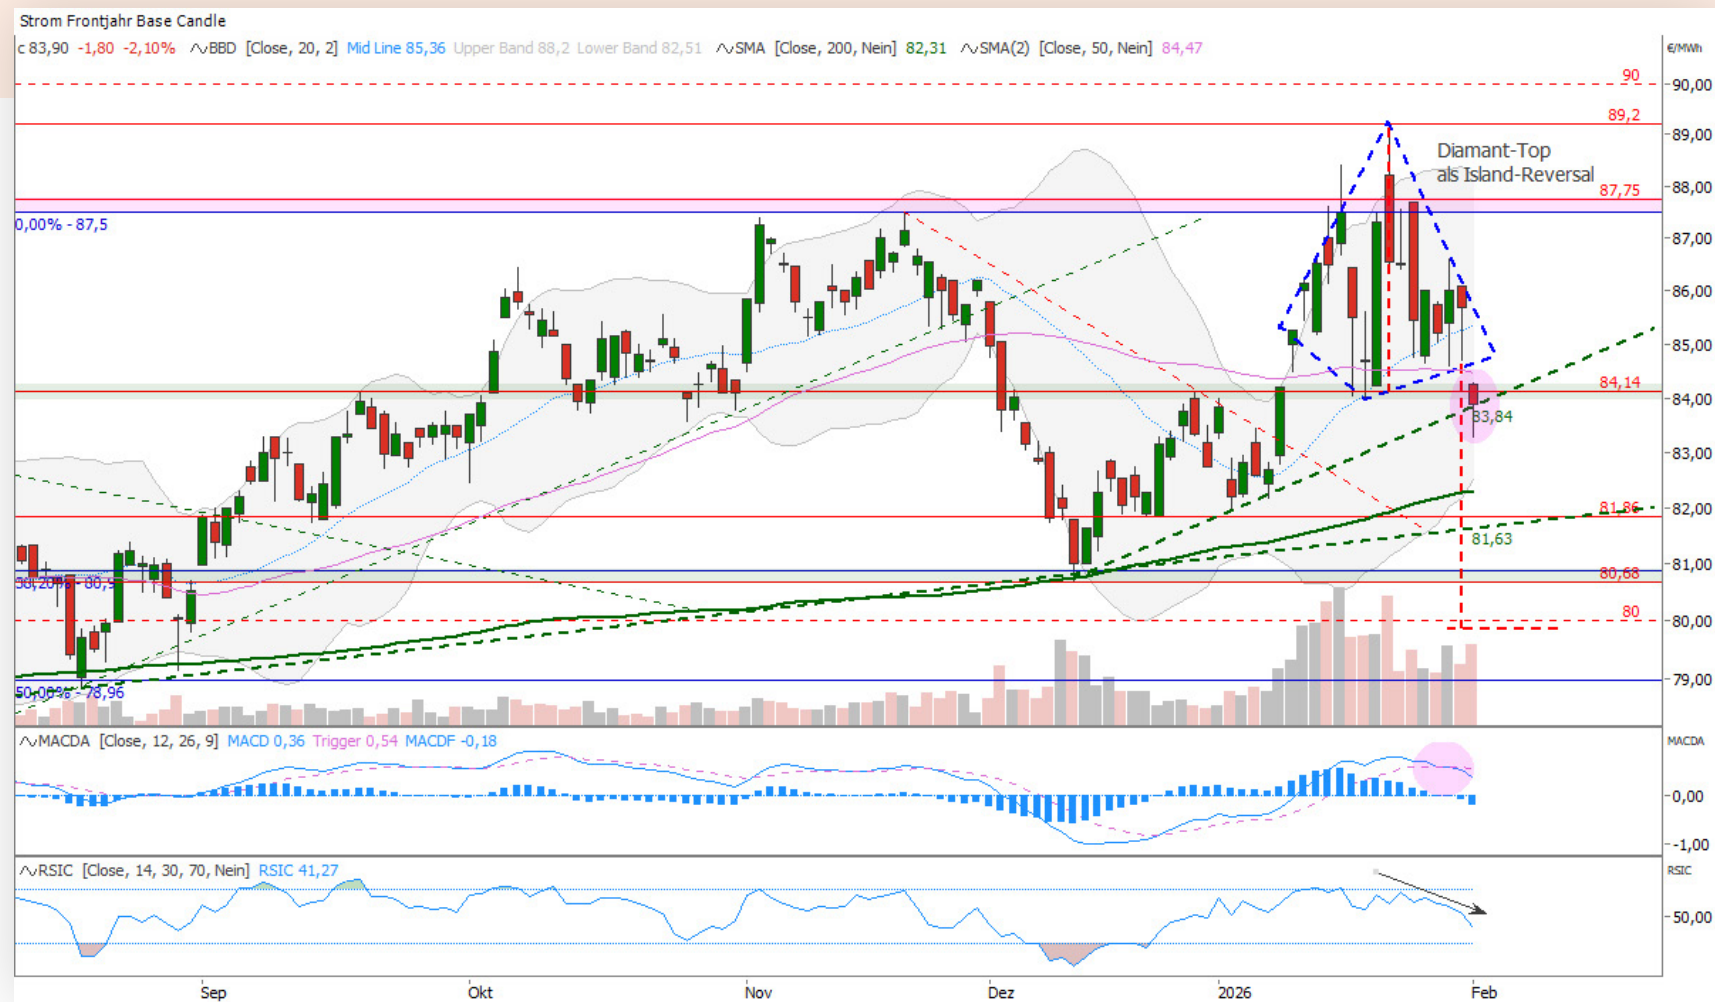 Strom Frontjahr Base Candle
c 83,90 -1,80 -2,10% BBD [Close, 20, 2] Mid Line 85,36 Upper Band 88,2 Lower Band 82,51 SMA [Close, 200, Nein] 82,31 SMA(2) [Close, 50, Nein] 84,47
€/MWh
90
90,00
89,2
89,00
Diamant-Top
als Island-Reversal
88,00
87,75
0,00% - 87,5
87,00
86,00
85,00
84,14
84,00
83,84
83,00
81,86
82,00
81,63
81,00
38,20% - 80,9
80,68
80
80,00
50,00% - 78,96
79,00
MACDA [Close, 12, 26, 9] MACD 0,36 Trigger 0,54 MACDF -0,18
MACDA
0,00
-1,00
RSIC [Close, 14, 30, 70, Nein] RSIC 41,27
RSIC
50,00
Sep Okt Nov Dez 2026 Feb